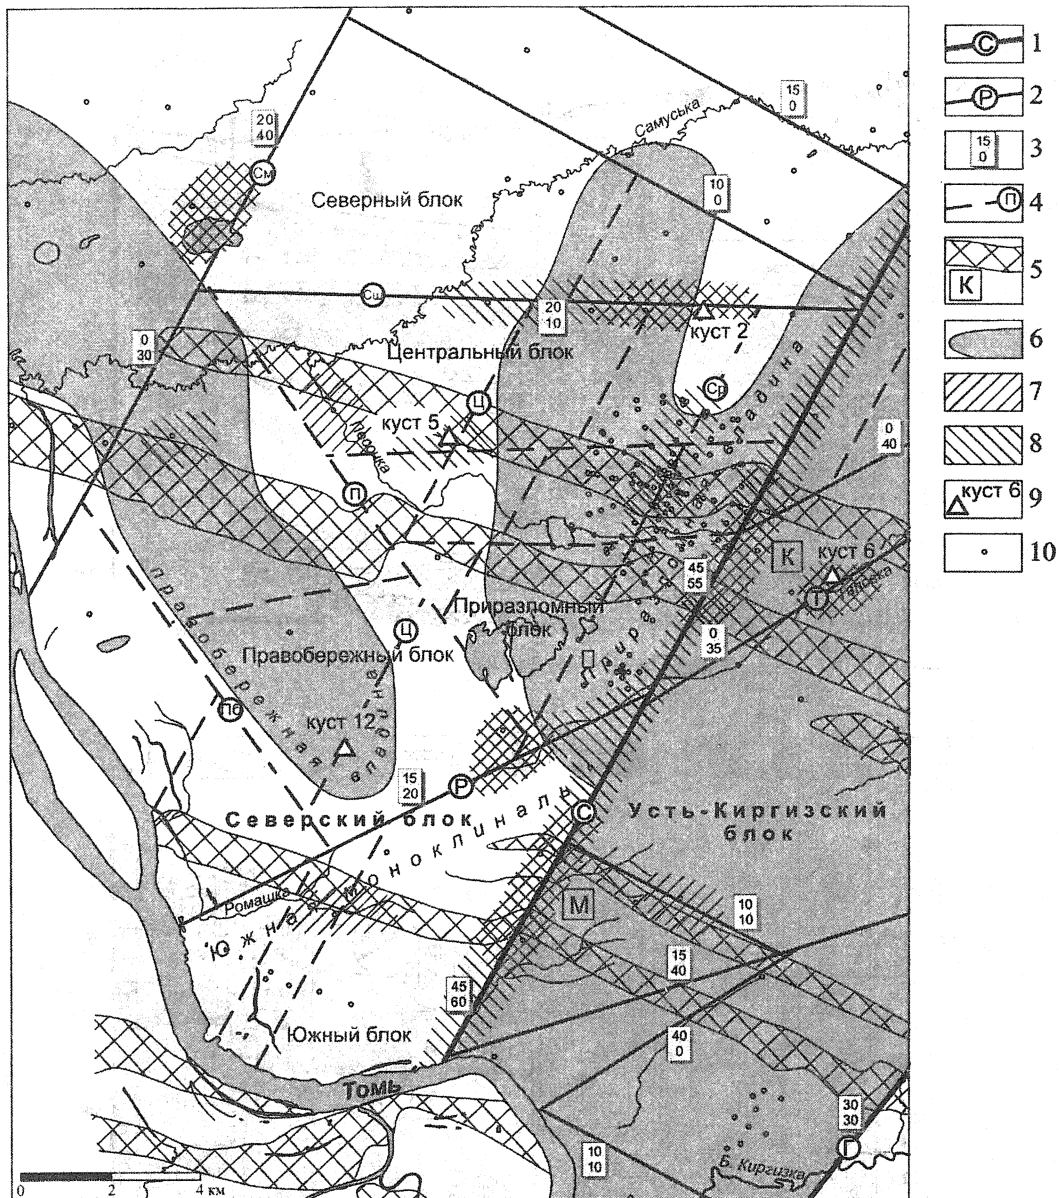 С 1
Р 2
15
0 3
П 4
К 5
6
7
8
куст 6 9
10
Самуська
15
0
20
40
См
Северный блок
10
0
Сш
20
10
куст 2
0
30
Центральный блок
Ср
Ц
куст 5
Песочка
впадина
0
40
П
К
куст 6
45
55
Т
Приразломный
блок
Ц
Правобережный блок
0
35
правобережная впадина
Пб
куст 12
15
20
Р
С
Северский блок
Усть-Киргизский
блок
Южная моноклиналь
Ромашка
М
10
10
15
40
45
60
Южный блок
40
0
Томь
30
30
Г
Б. Киргизка
10
10
0 2 4 км